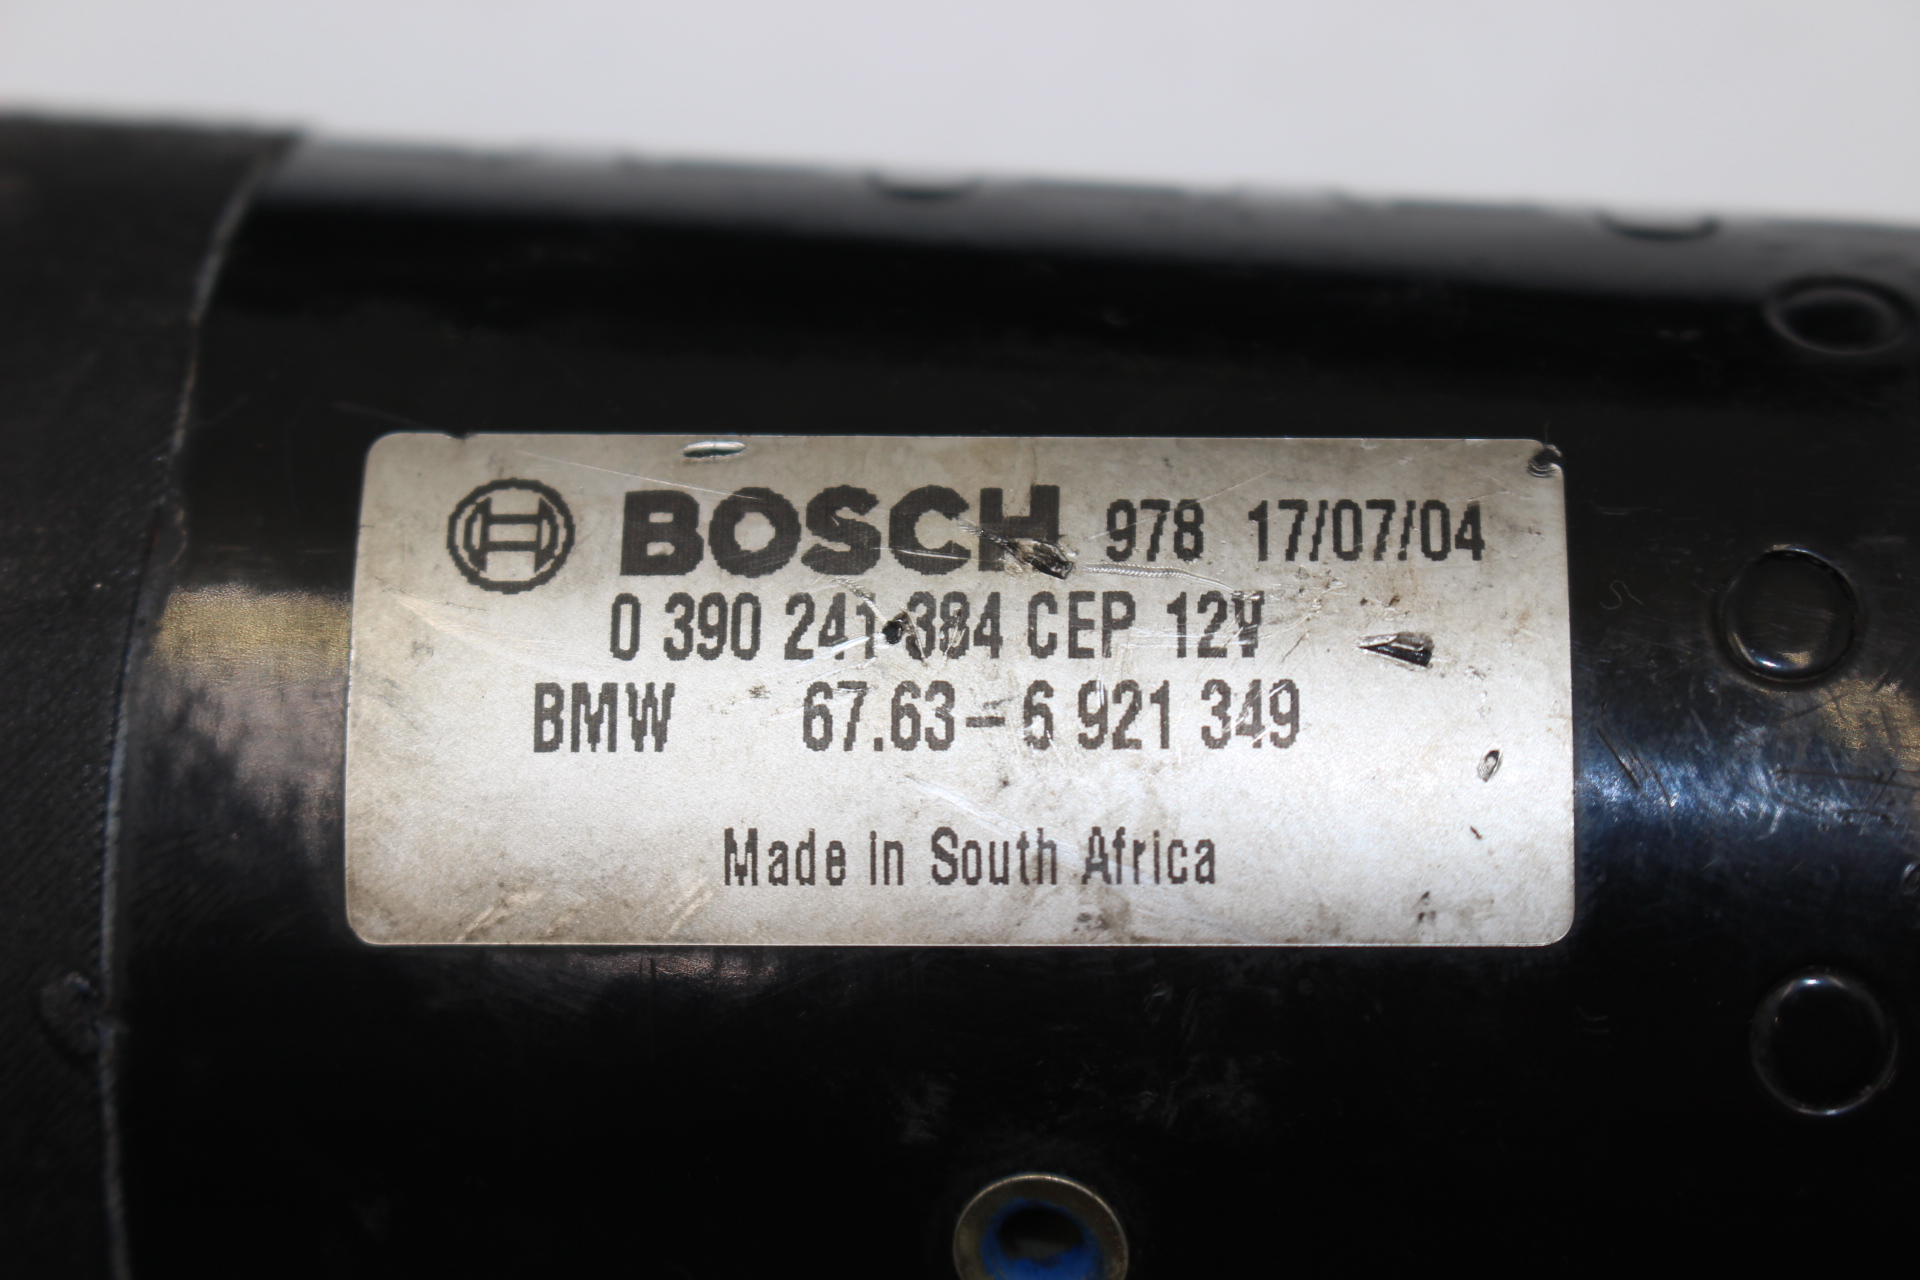 BOSCH 978 17/07/04
0 390 241 384 CEP 12V
BMW 67.63-6 921 349
Made in South Africa